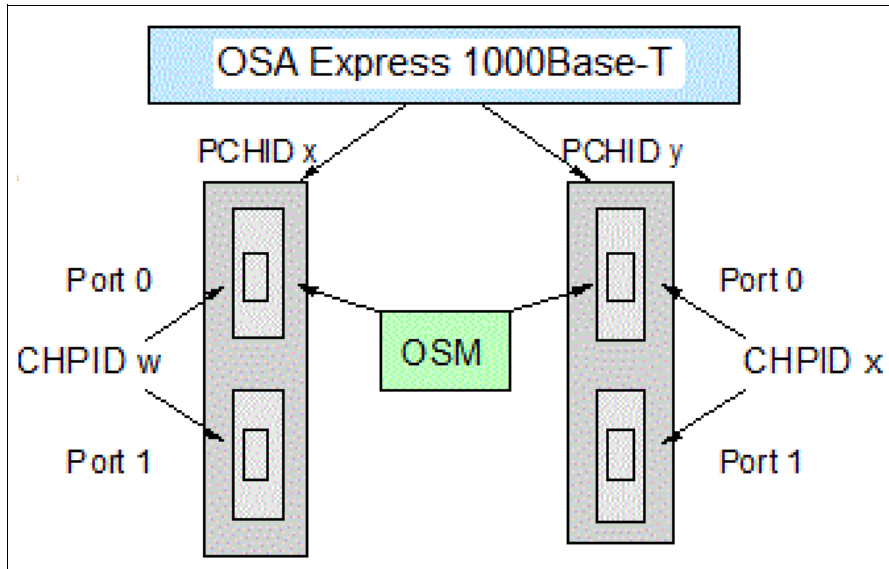 OSA Express 1000Base-T
PCHID x
PCHID y
Port 0
Port 0
CHPID w
OSM
CHPID x
Port 1
Port 1